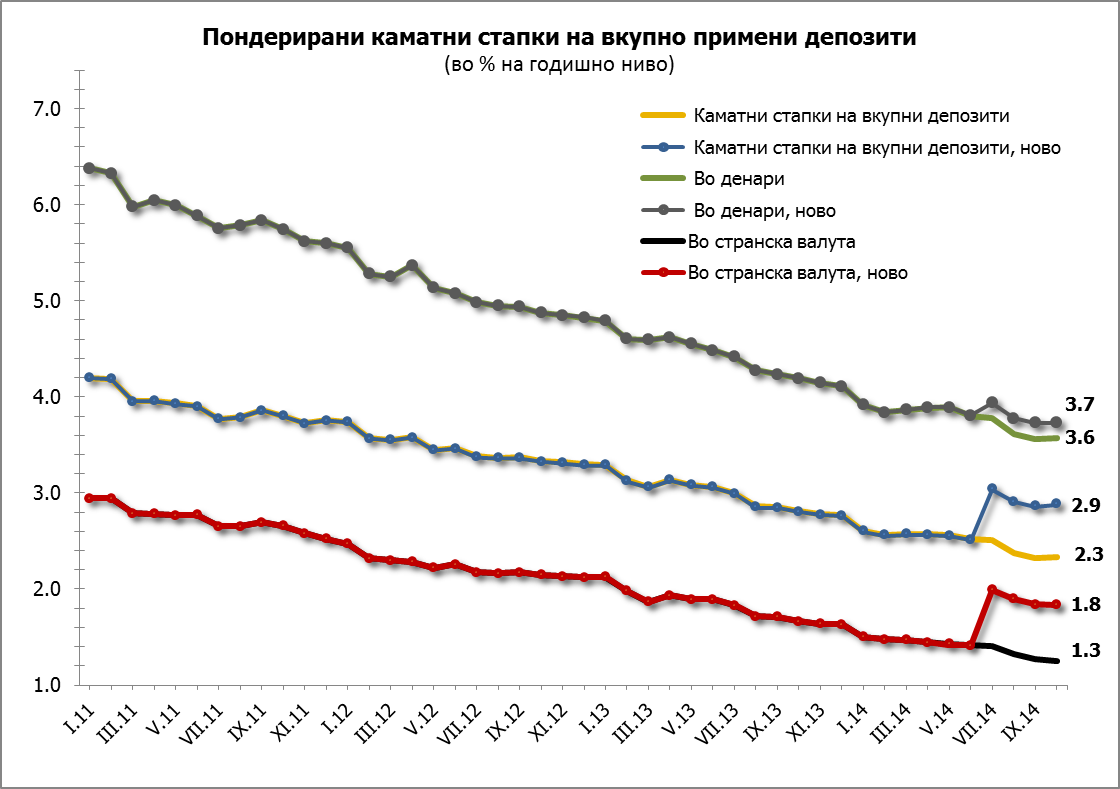 Пондерирани каматни стапки на вкупно примени депозити
(во % на годишно ниво)
7.0
6.0
5.0
4.0
3.0
2.0
1.0
Каматни стапки на вкупни депозити
Каматни стапки на вкупни депозити, ново
Во денари
Во денари, ново
Во странска валута
Во странска валута, ново
3.7
3.6
2.9
2.3
1.8
1.3
I.11 III.11 V.11 VII.11 IX.11 XI.11 I.12 III.12 V.12 VII.12 IX.12 XI.12 I.13 III.13 V.13 VII.13 IX.13 XI.13 I.14 III.14 V.14 VII.14 IX.14